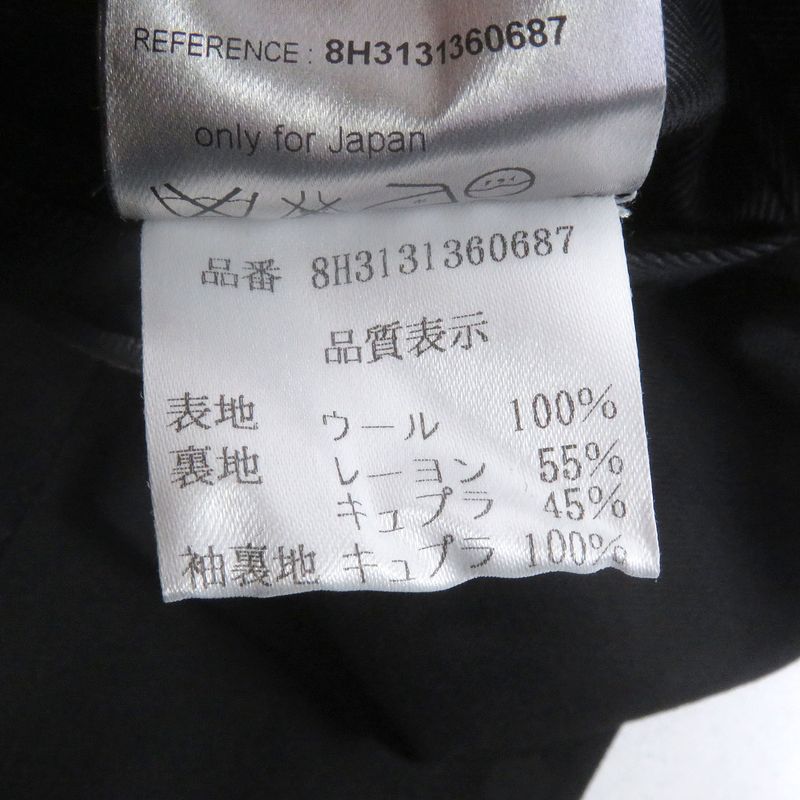 REFERENCE : 8H3131360687
only for Japan
品番 8H3131360687
品質表示
表地 ウール 100%
裏地 レーヨン 55%
キュプラ 45%
袖裏地 キュプラ 100%